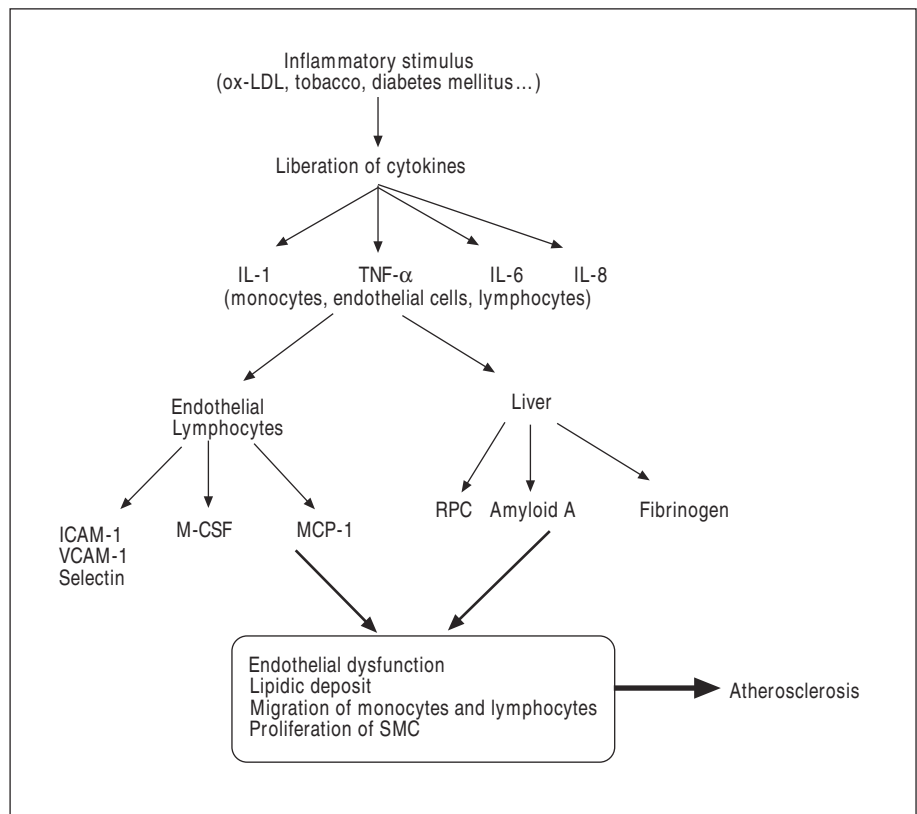 Inflammatory stimulus
(ox-LDL, tobacco, diabetes mellitus…)
Liberation of cytokines
IL-1 TNF-α IL-6 IL-8
(monocytes, endothelial cells, lymphocytes)
Endothelial
Lymphocytes
Liver
ICAM-1
VCAM-1
Selectin
M-CSF
MCP-1
RPC
Amyloid A
Fibrinogen
Endothelial dysfunction
Lipidic deposit
Migration of monocytes and lymphocytes
Proliferation of SMC
Atherosclerosis